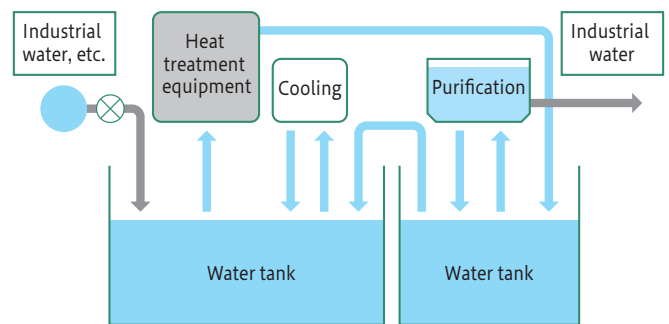 Industrial
water, etc.
Heat
treatment
equipment
Cooling
Purification
Industrial
water
Water tank
Water tank